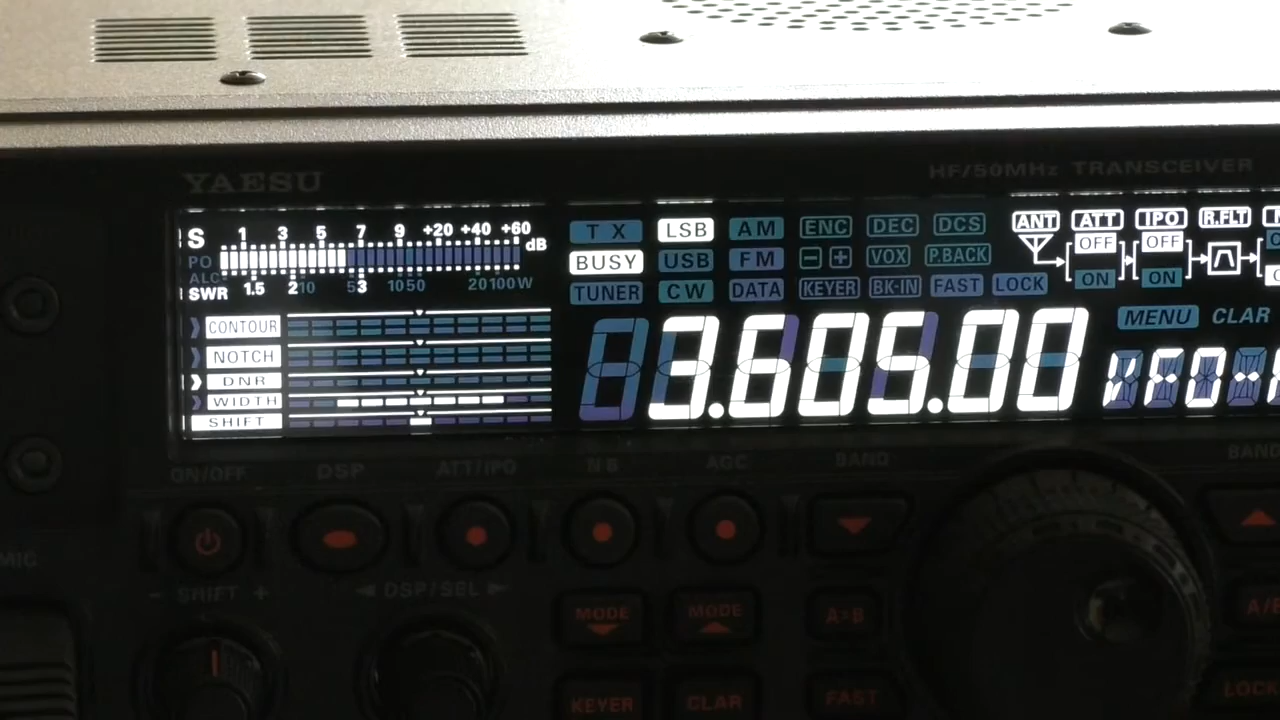 YAESU
HF/50MHz TRANSCEIVER
S 1 3 5 7 9 +20 +40 +60 dB
PO
ALC 10 5 10 50 20 100W
SWR 1.5 2 3
TX LSB AM ENC DEC DCS
BUSY USB FM - + VOX P.BACK
TUNER CW DATA KEYER BK-IN FAST LOCK
ANT ATT IPO R.FLT
OFF OFF
ON ON
CONTOUR
NOTCH
DNR
WIDTH
SHIFT
3.605.00
MENU CLAR
ON/OFF DSP ATT/IPO NB AGC BAND BAND
MIC
- SHIFT + DSP/SEL
MODE MODE A=B A/B
KEYER CLAR FAST LOCK